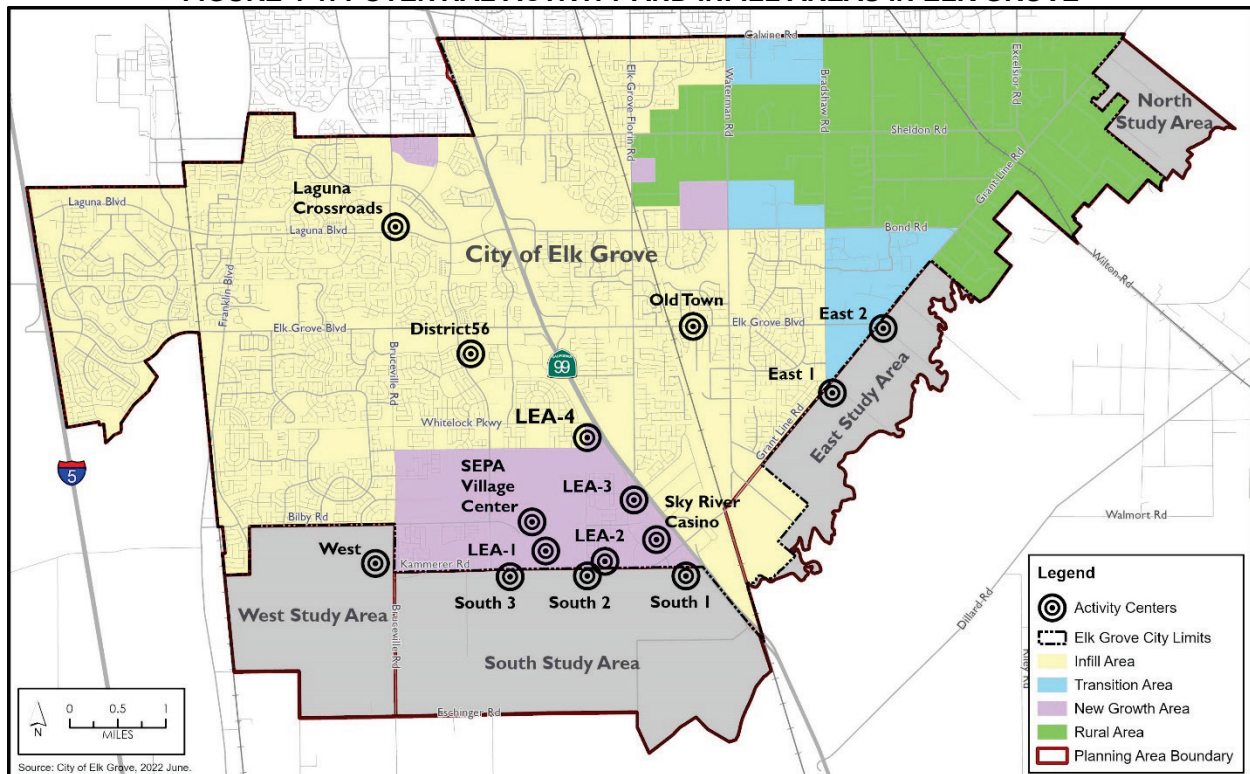 Calvine Rd
Elk Grove-Florin Rd
Waterman Rd
Bradshaw Rd
Excelsior Rd
North
Study Area
Sheldon Rd
Grant Line Rd
Laguna
Crossroads
Laguna Blvd
Laguna Blvd
Franklin Blvd
City of Elk Grove
Bond Rd
Wilton Rd
Old Town
Elk Grove Blvd
District56
Elk Grove Blvd
East 2
CALIFORNIA
99
Bruceville Rd
East 1
Whitelock Pkwy
LEA-4
Grant Line Rd
East Study Area
5
SEPA
Village
Center
LEA-3
Sky River
Casino
Bilby Rd
Walmort Rd
West
LEA-1
LEA-2
Kammerer Rd
South 3
South 2
South 1
West Study Area
Bruceville Rd
South Study Area
Dillard Rd
Riley Rd
Eschinger Rd
Legend
Activity Centers
Elk Grove City Limits
Infill Area
Transition Area
New Growth Area
Rural Area
Planning Area Boundary
N
0 0.5 1
MILES
Source: City of Elk Grove, 2022 June.